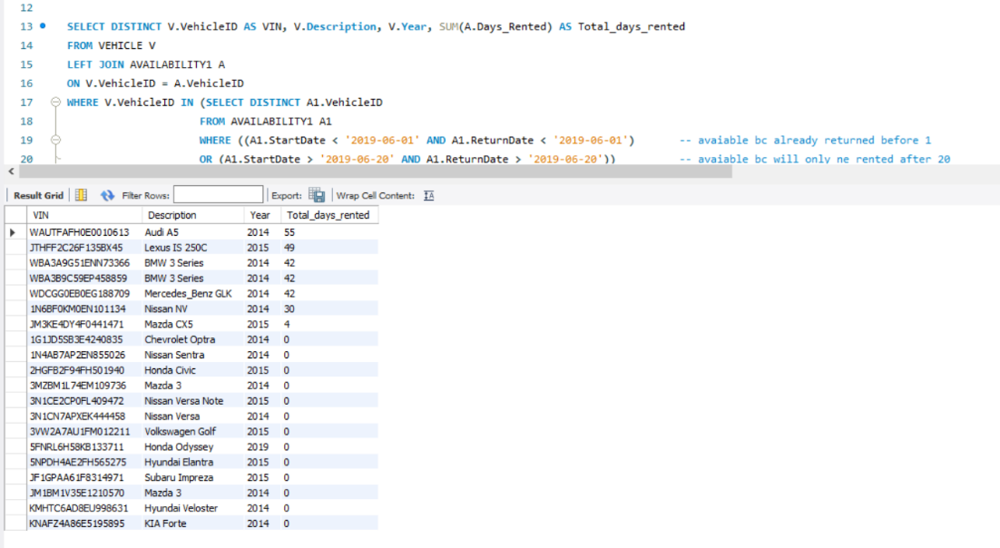 12
13 SELECT DISTINCT V.VehicleID AS VIN, V.Description, V.Year, SUM(A.Days_Rented) AS Total_days_rented
14 FROM VEHICLE V
15 LEFT JOIN AVAILABILITY1 A
16 ON V.VehicleID = A.VehicleID
17 WHERE V.VehicleID IN (SELECT DISTINCT A1.VehicleID
18 FROM AVAILABILITY1 A1
19 WHERE ((A1.StartDate < '2019-06-01' AND A1.ReturnDate < '2019-06-01') -- avaiable bc already returned before 1
20 OR (A1.StartDate > '2019-06-20' AND A1.ReturnDate > '2019-06-20')) -- avaiable bc will only ne rented after 20
Result Grid Filter Rows: Export: Wrap Cell Content:
VIN Description Year Total_days_rented
WAUTFAFH0E0010613 Audi A5 2014 55
JTHFF2C26F135BX45 Lexus IS 250C 2015 49
WBA3A9G51ENN73366 BMW 3 Series 2014 42
WBA3B9C59EP458859 BMW 3 Series 2014 42
WDCGG0EB0EG188709 Mercedes_Benz GLK 2014 42
1N6BF0KM0EN101134 Nissan NV 2014 30
JM3KE4DY4F0441471 Mazda CX5 2015 4
1G1JD5SB3E4240835 Chevrolet Optra 2014 0
1N4AB7AP2EN855026 Nissan Sentra 2014 0
2HGFB2F94FH501940 Honda Civic 2015 0
3MZBM1L74EM109736 Mazda 3 2014 0
3N1CE2CP0FL409472 Nissan Versa Note 2015 0
3N1CN7APXEK444458 Nissan Versa 2014 0
3VW2A7AU1FM012211 Volkswagen Golf 2015 0
5FNRL6H58KB133711 Honda Odyssey 2019 0
5NPDH4AE2FH565275 Hyundai Elantra 2015 0
JF1GPAA61F8314971 Subaru Impreza 2015 0
JM1BM1V35E1210570 Mazda 3 2014 0
KMHTC6AD8EU998631 Hyundai Veloster 2014 0
KNAFZ4A86E5195895 KIA Forte 2014 0